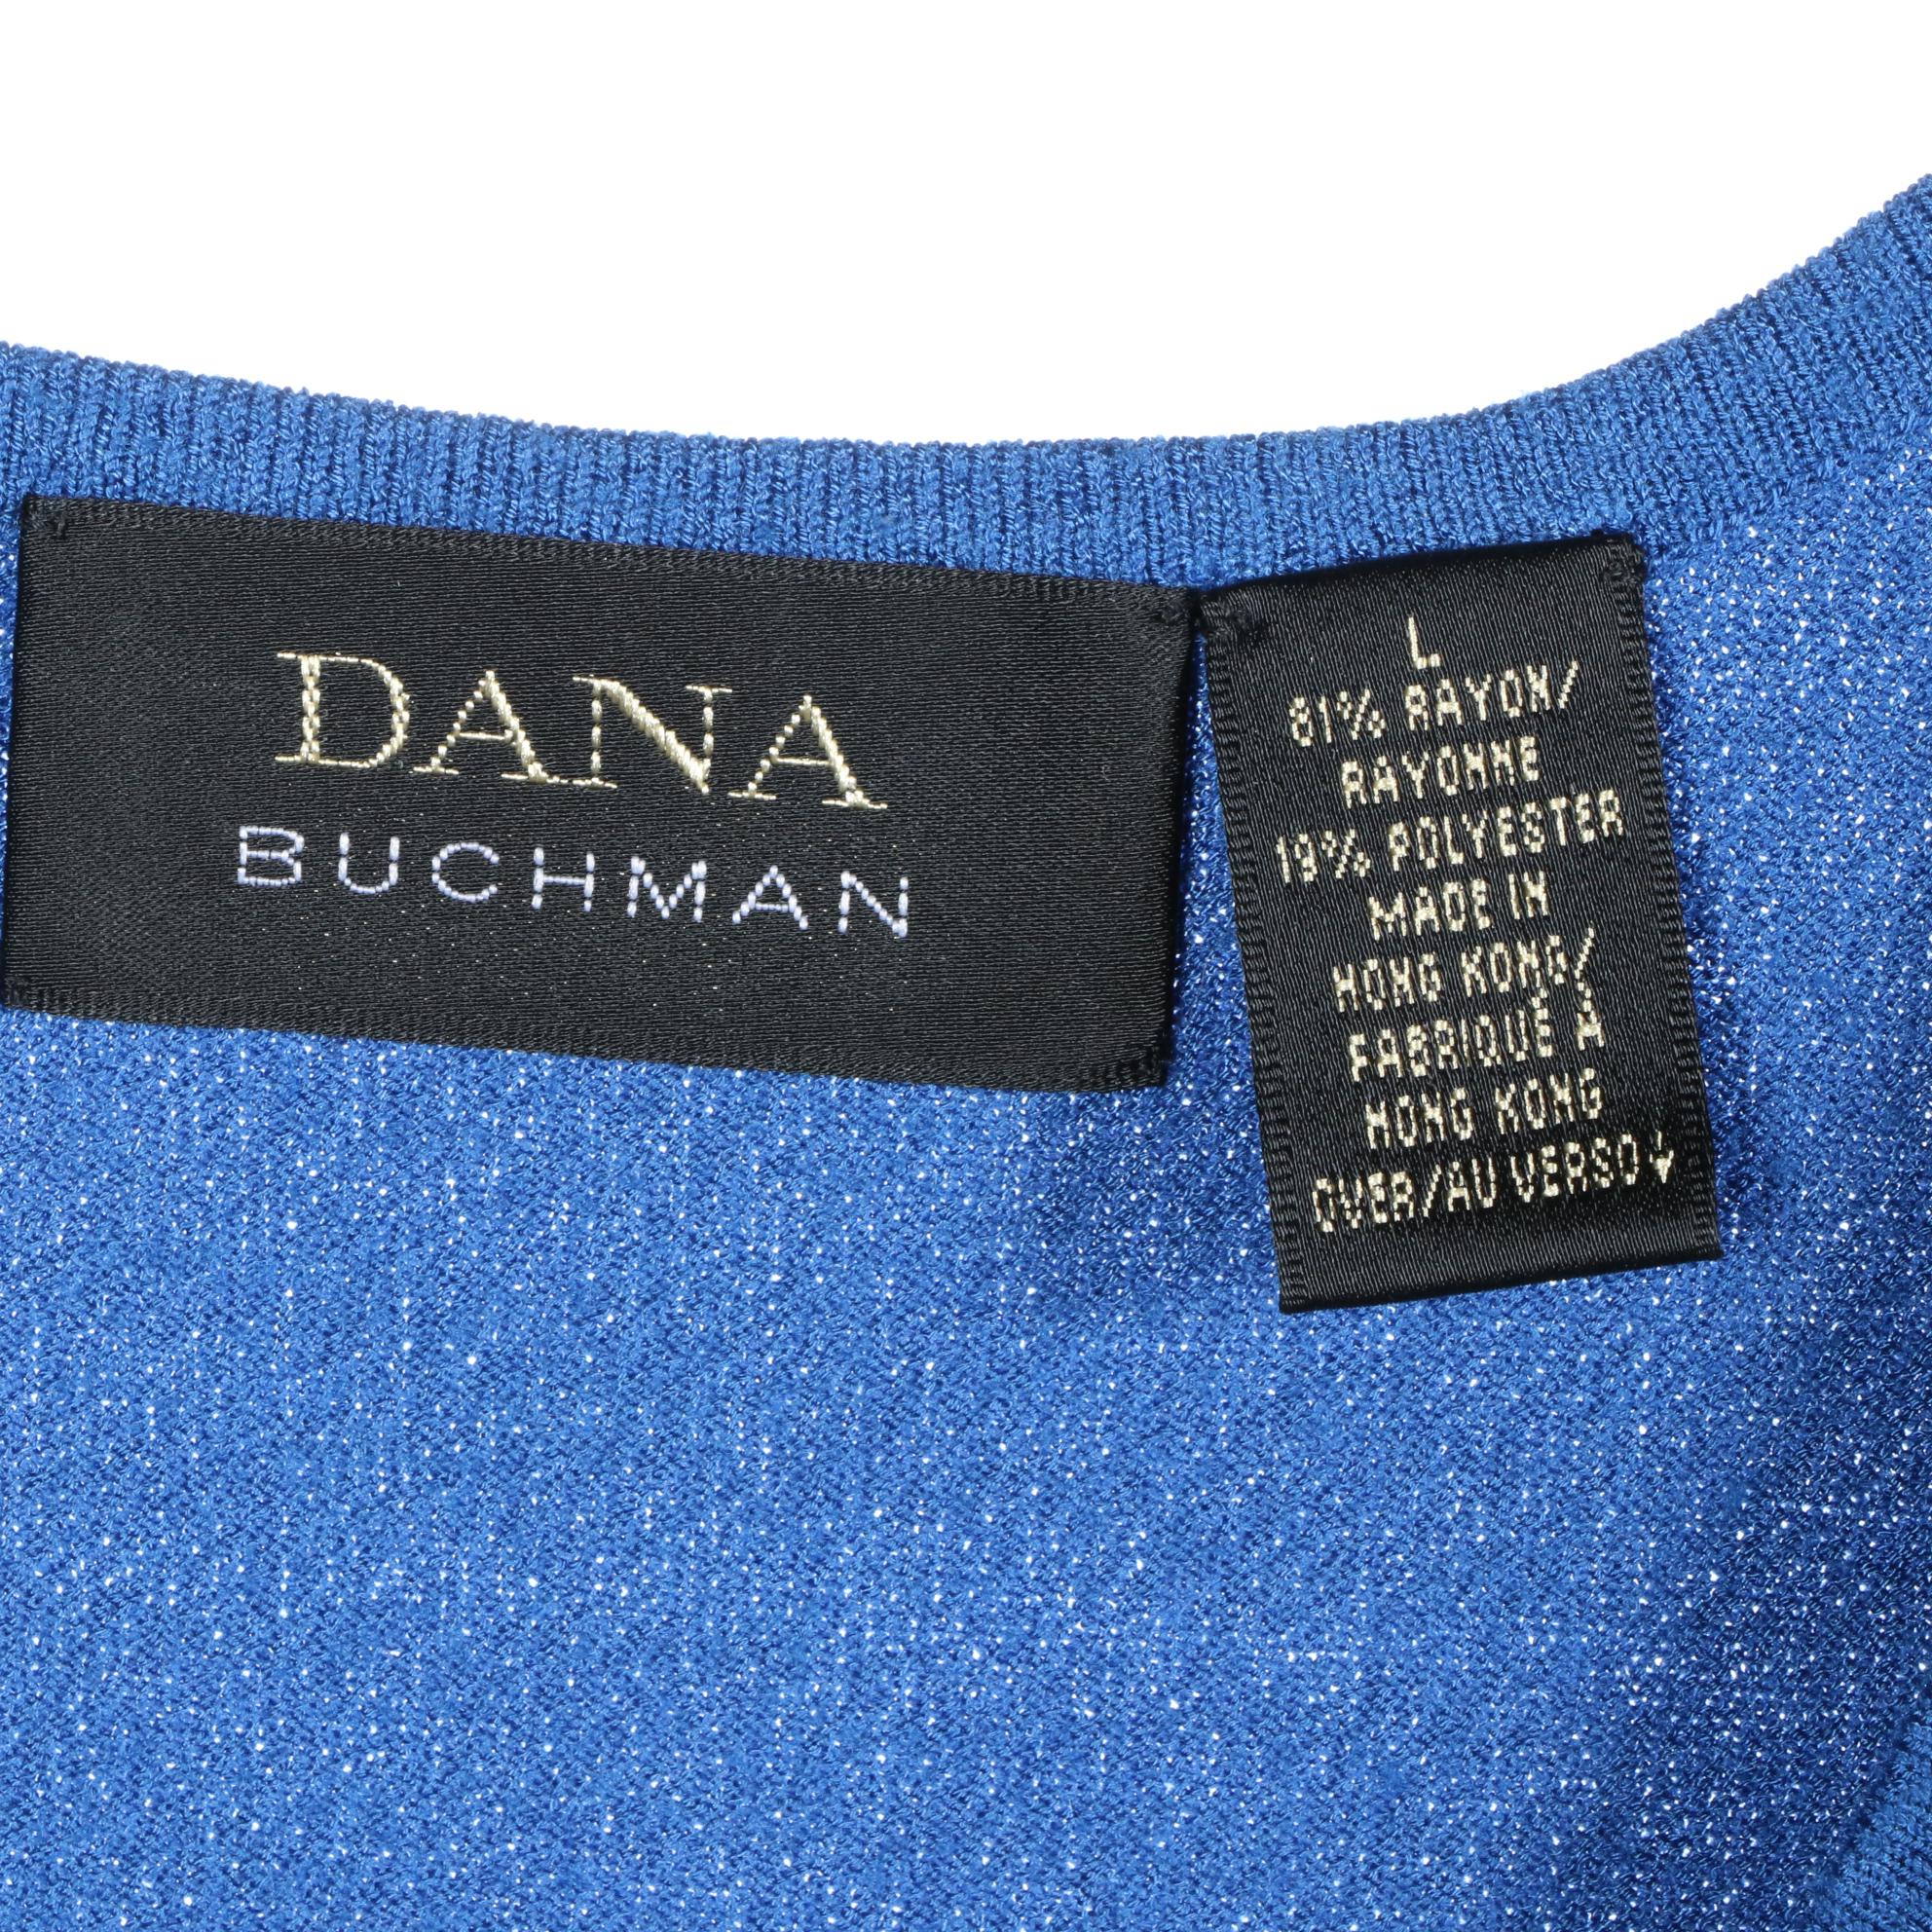 DANA
BUCHMAN
L
81% RAYON/
RAYONNE
19% POLYESTER
MADE IN
HONG KONG/
FABRIQUÉ À
HONG KONG
OVER/AU VERSO